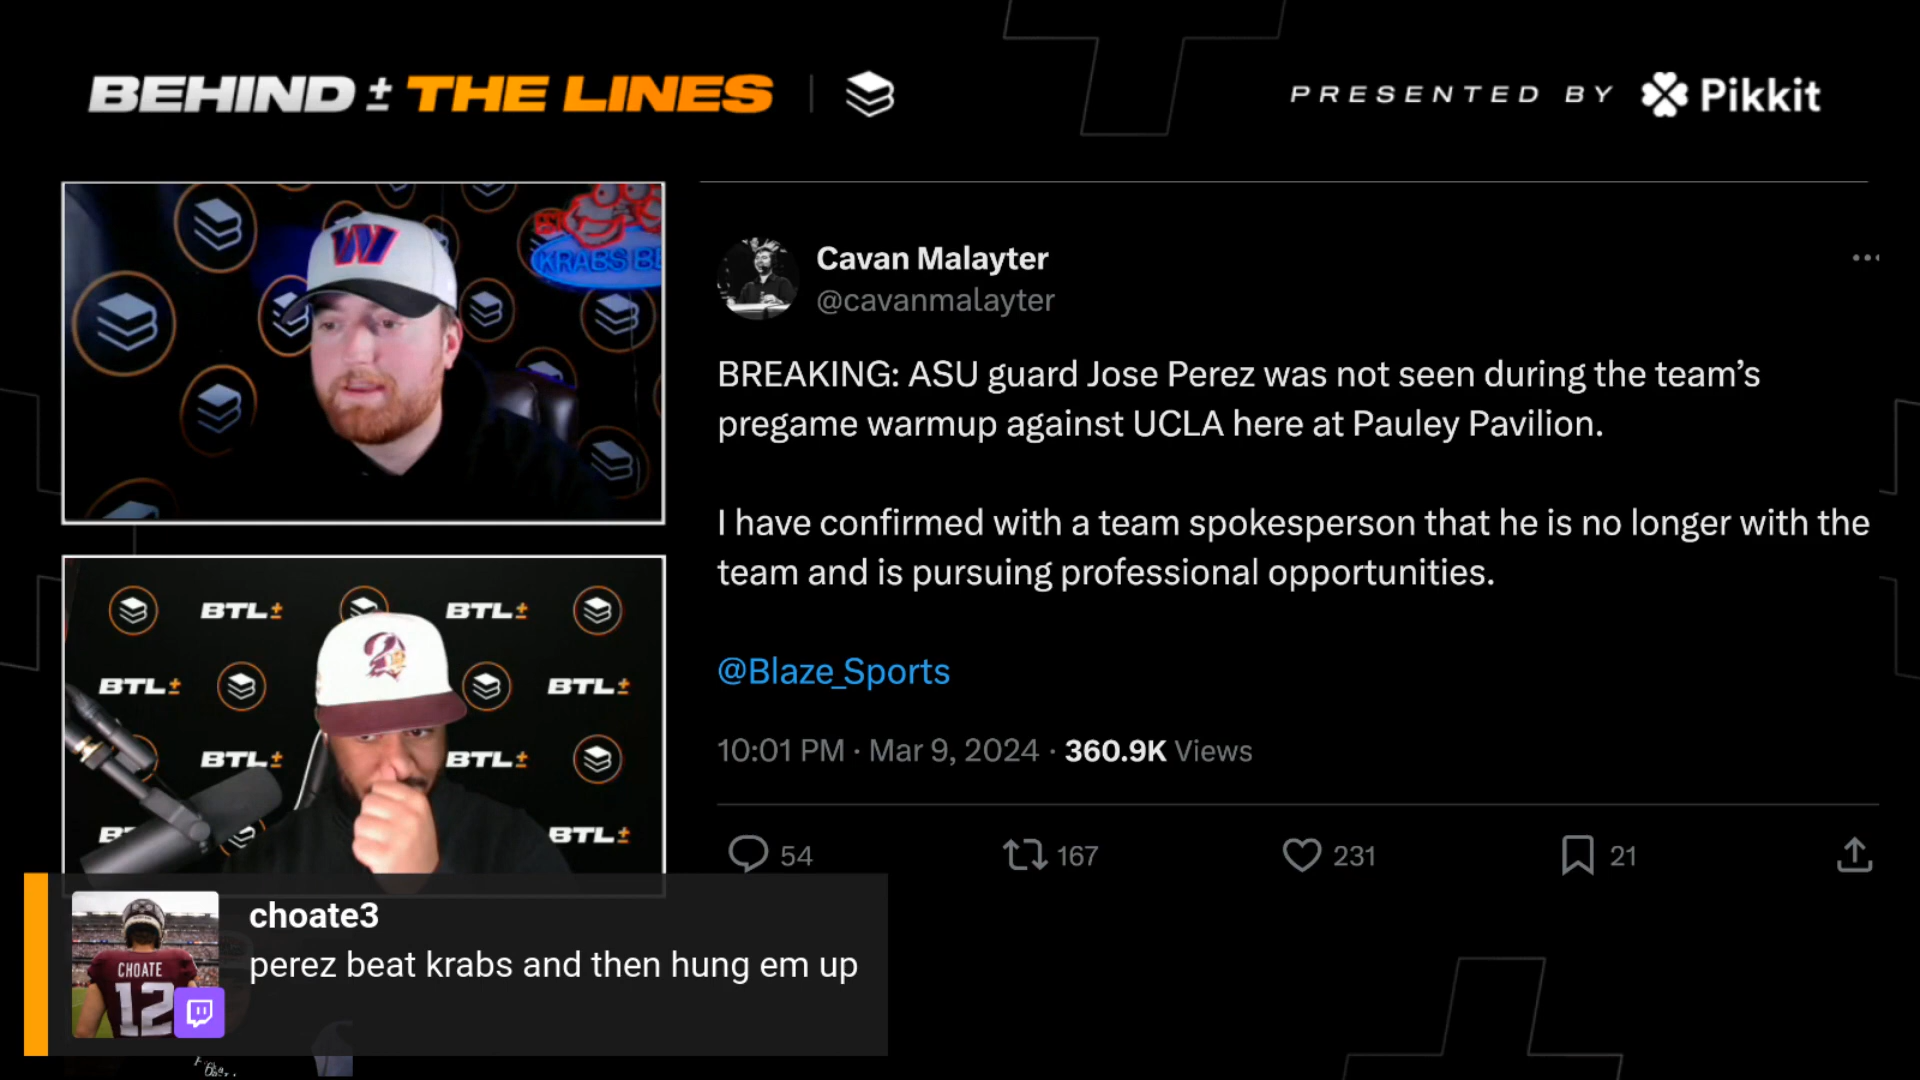 BEHIND ± THE LINES
PRESENTED BY Pikkit
W
KRABS BE
Cavan Malayter
@cavanmalayter
BREAKING: ASU guard Jose Perez was not seen during the team’s
pregame warmup against UCLA here at Pauley Pavilion.
I have confirmed with a team spokesperson that he is no longer with the
team and is pursuing professional opportunities.
@Blaze_Sports
10:01 PM · Mar 9, 2024 · 360.9K Views
54 167 231 21
BTL± BTL±
BTL± BTL±
BTL± BTL±
BTL±
choate3
perez beat krabs and then hung em up
CHOATE
12